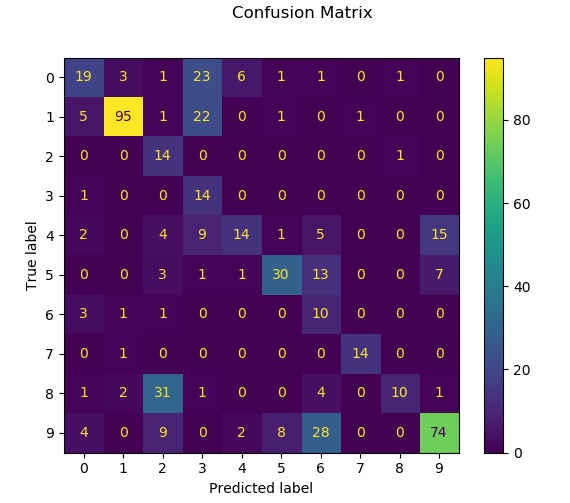 Confusion Matrix
0 19 3 1 23 6 1 1 0 1 0
1 5 95 1 22 0 1 0 1 0 0
2 0 0 14 0 0 0 0 0 1 0
3 1 0 0 14 0 0 0 0 0 0
4 2 0 4 9 14 1 5 0 0 15
5 0 0 3 1 1 30 13 0 0 7
6 3 1 1 0 0 0 10 0 0 0
7 0 1 0 0 0 0 0 14 0 0
8 1 2 31 1 0 0 4 0 10 1
9 4 0 9 0 2 8 28 0 0 74
0 1 2 3 4 5 6 7 8 9
Predicted label
True label
80
60
40
20
0